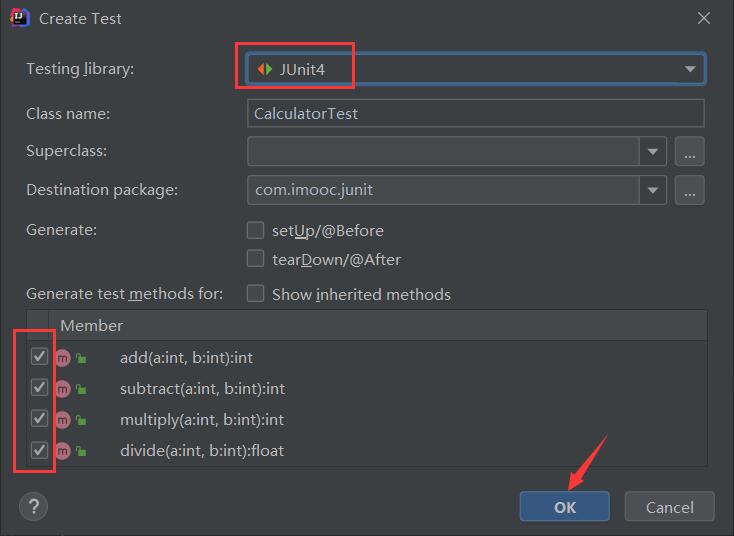 Create Test
Testing library:
JUnit4
Class name:
CalculatorTest
Superclass:
...
Destination package:
com.imooc.junit
...
Generate:
setUp/@Before
tearDown/@After
Generate test methods for:
Show inherited methods
Member
m add(a:int, b:int):int
m subtract(a:int, b:int):int
m multiply(a:int, b:int):int
m divide(a:int, b:int):float
?
OK
Cancel